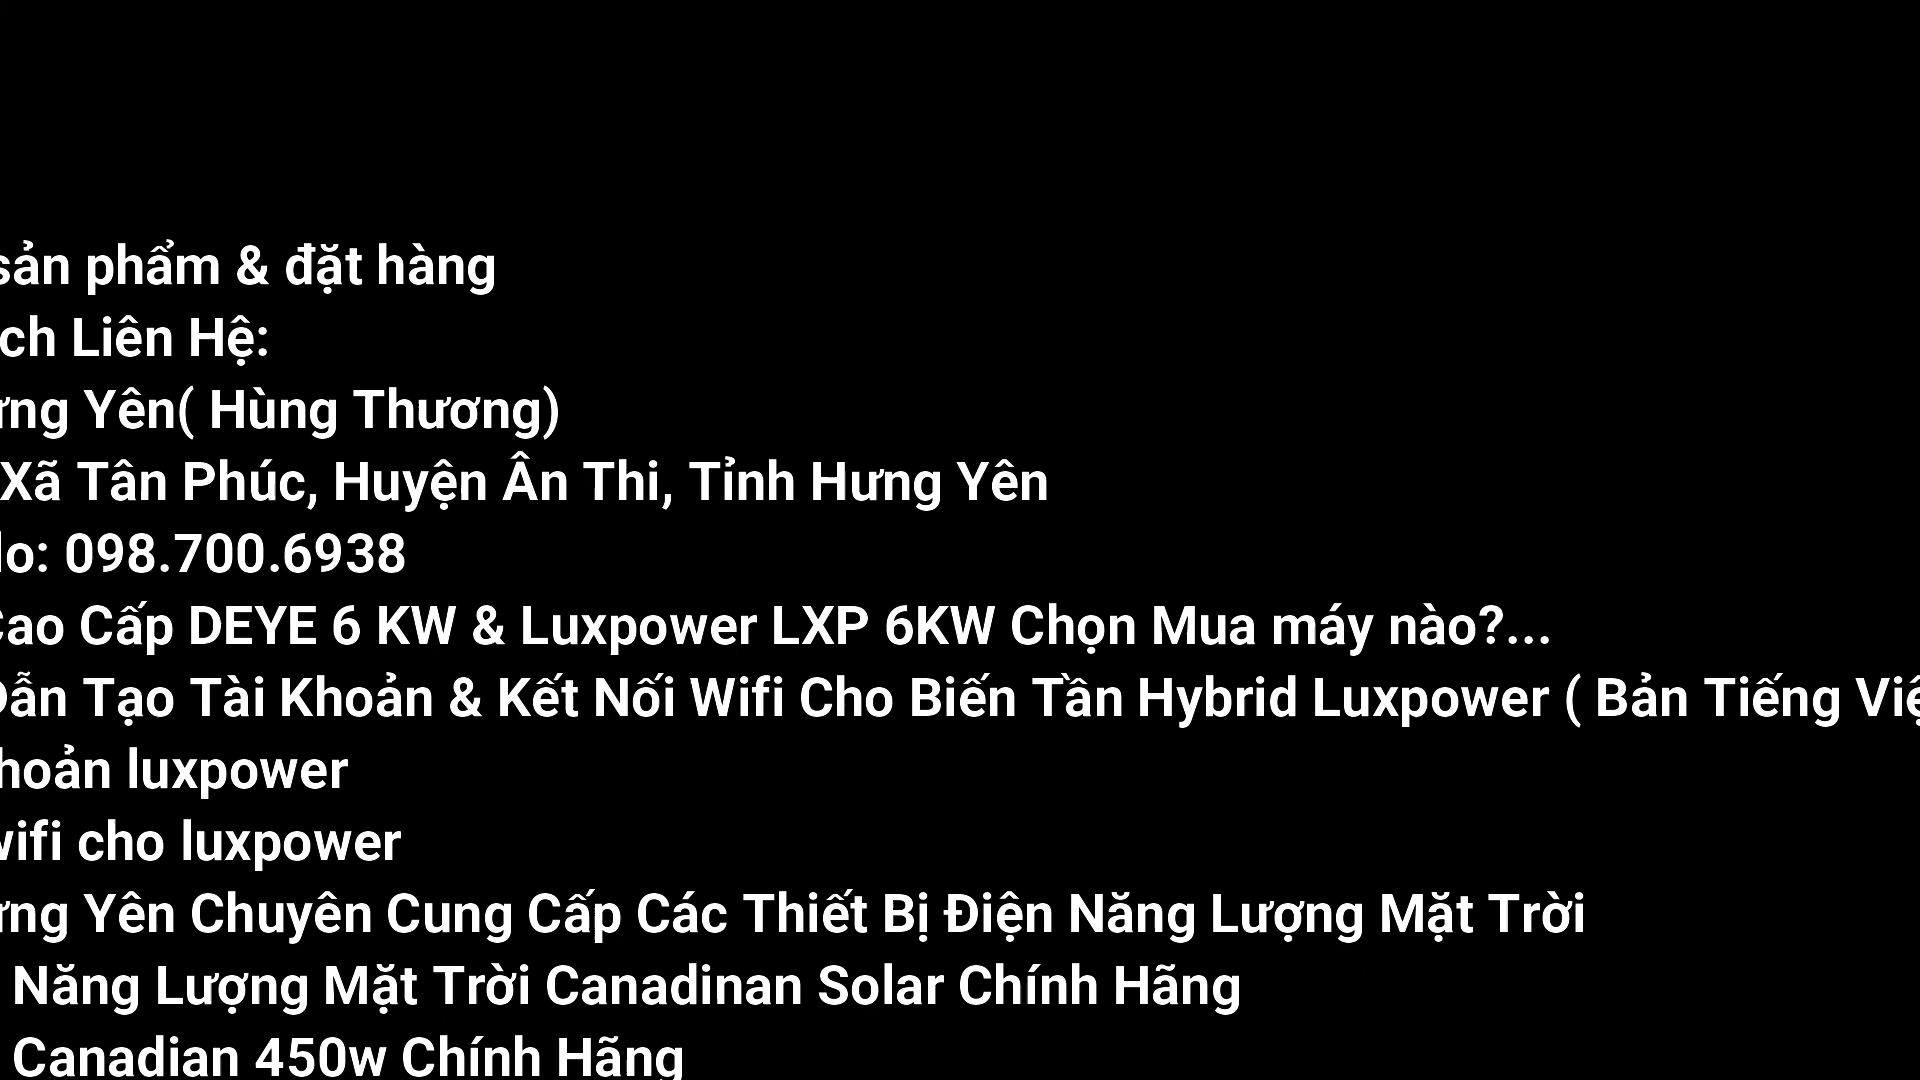 sản phẩm & đặt hàng
ch Liên Hệ:
Yên( Hùng Thương)
Xã Tân Phúc, Huyện Ân Thi, Tỉnh Hưng Yên
lo: 098.700.6938
Cao Cấp DEYE 6 KW & Luxpower LXP 6KW Chọn Mua máy nào?...
Dẫn Tạo Tài Khoản & Kết Nối Wifi Cho Biến Tần Hybrid Luxpower ( Bản Tiếng Việ
hoản luxpower
wifi cho luxpower
Yên Chuyên Cung Cấp Các Thiết Bị Điện Năng Lượng Mặt Trời
Năng Lượng Mặt Trời Canadinan Solar Chính Hãng
Canadian 450w Chính Hãng